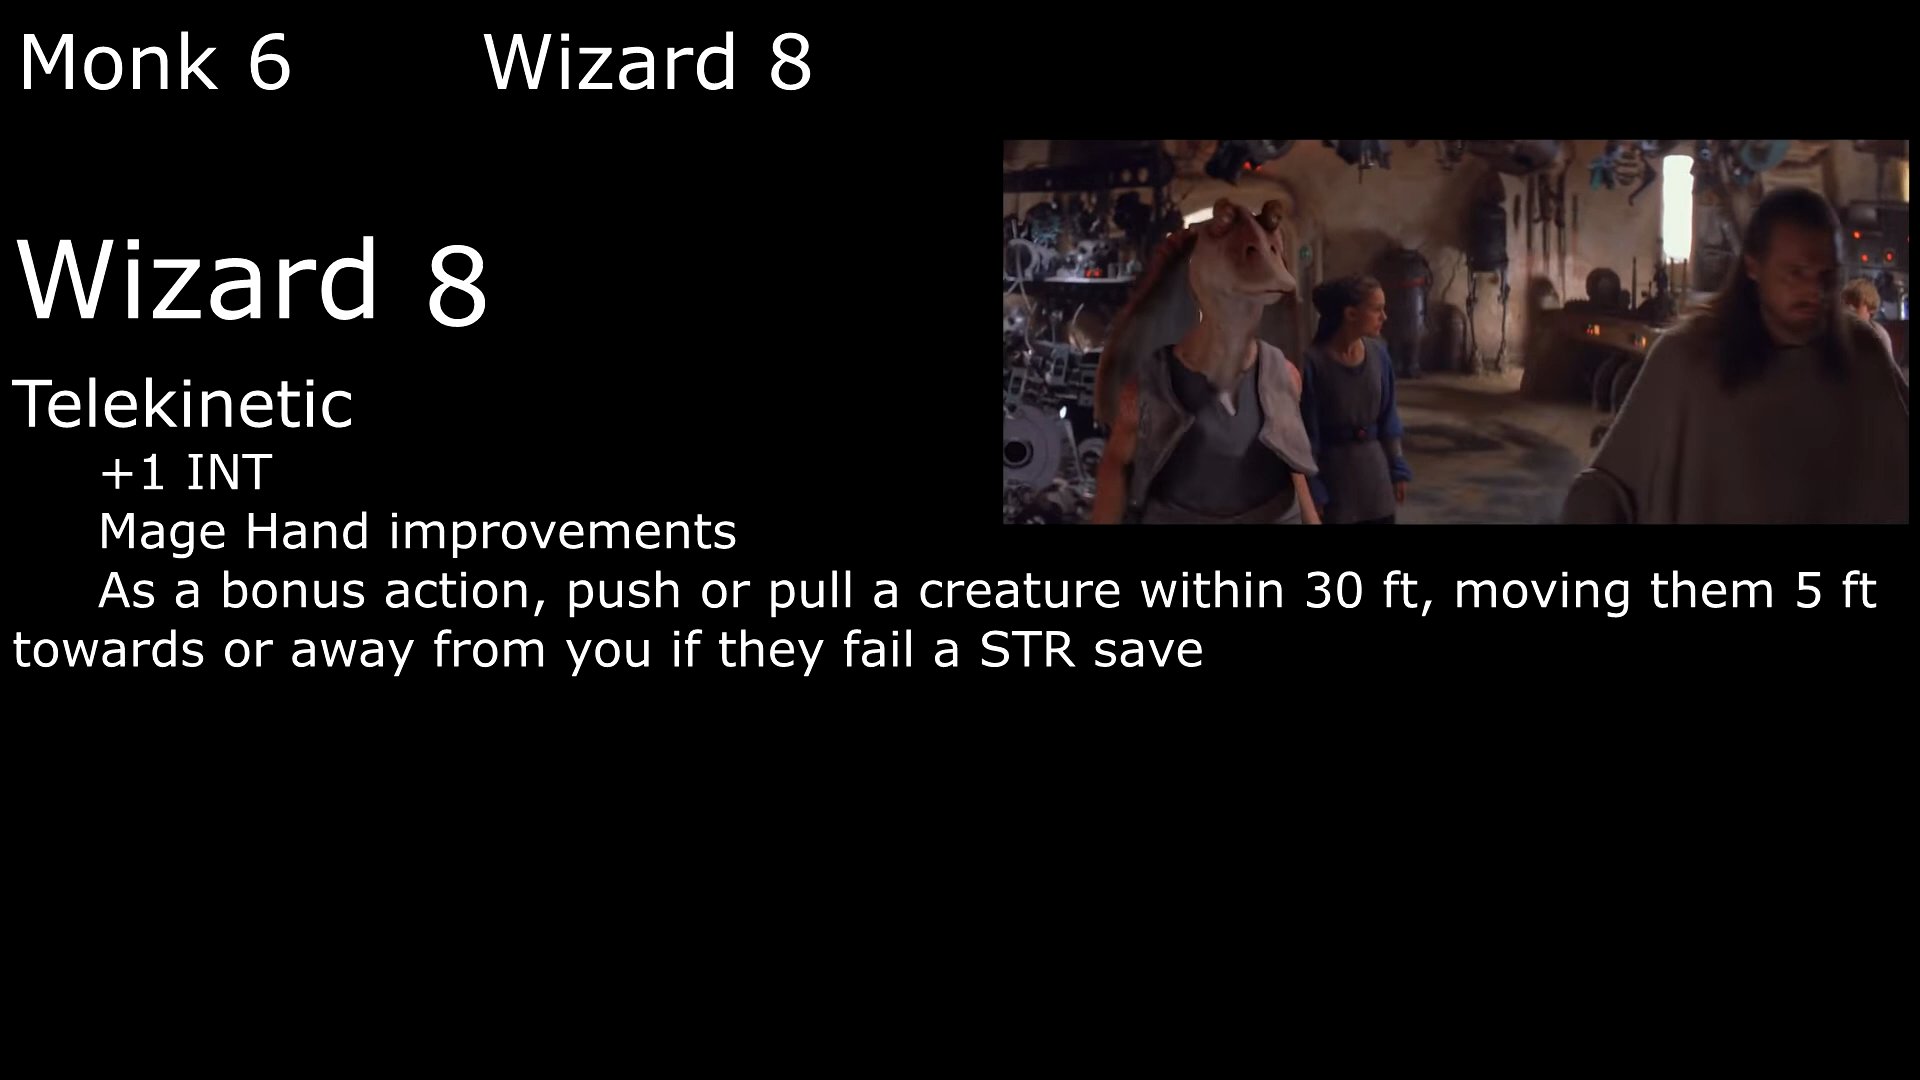 Monk 6 Wizard 8
Wizard 8
Telekinetic
+1 INT
Mage Hand improvements
As a bonus action, push or pull a creature within 30 ft, moving them 5 ft
towards or away from you if they fail a STR save